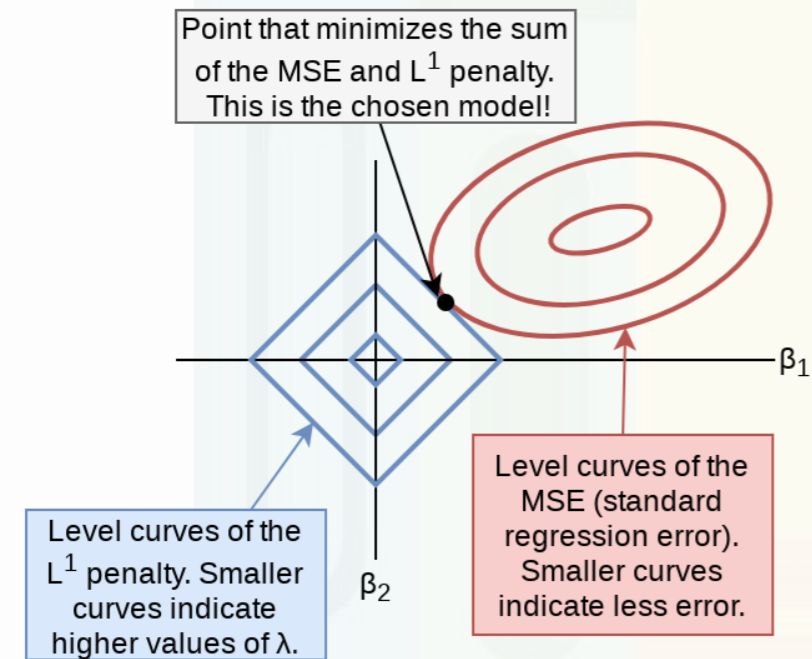 Point that minimizes the sum
of the MSE and L¹ penalty.
This is the chosen model!
β₁
Level curves of the
MSE (standard
regression error).
Smaller curves
indicate less error.
Level curves of the
L¹ penalty. Smaller
curves indicate
higher values of λ.
β₂